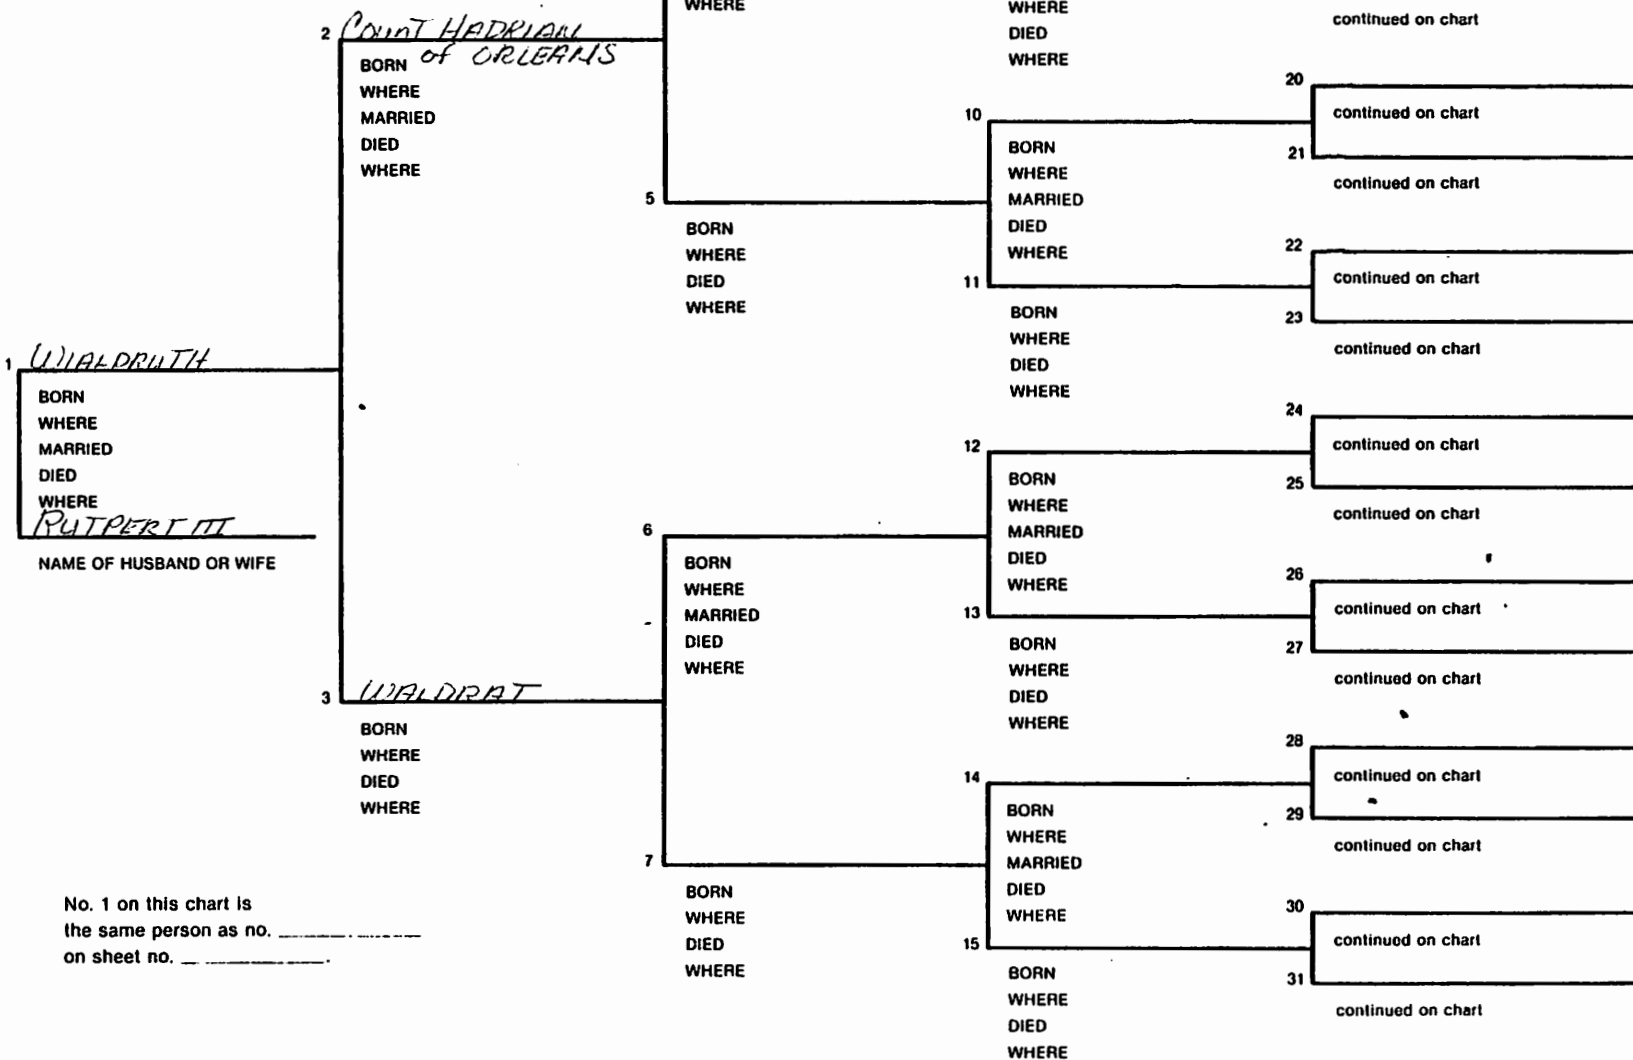 WHERE
2 COUNT HADRIAN
of ORLEANS
BORN
WHERE
MARRIED
DIED
WHERE
5
BORN
WHERE
DIED
WHERE
1 WIALDRUTH
BORN
WHERE
MARRIED
DIED
WHERE
RUTPERT III
NAME OF HUSBAND OR WIFE
3 WALDRAT
BORN
WHERE
DIED
WHERE
6
BORN
WHERE
MARRIED
DIED
WHERE
7
BORN
WHERE
DIED
WHERE
WHERE
DIED
WHERE
10
BORN
WHERE
MARRIED
DIED
WHERE
11
BORN
WHERE
DIED
WHERE
12
BORN
WHERE
MARRIED
DIED
WHERE
13
BORN
WHERE
DIED
WHERE
14
BORN
WHERE
MARRIED
DIED
WHERE
15
BORN
WHERE
DIED
WHERE
continued on chart
20
continued on chart
21
continued on chart
22
continued on chart
23
continued on chart
24
continued on chart
25
continued on chart
26
continued on chart
27
continued on chart
28
continued on chart
29
continued on chart
30
continued on chart
31
continued on chart
No. 1 on this chart is
the same person as no.
on sheet no. .